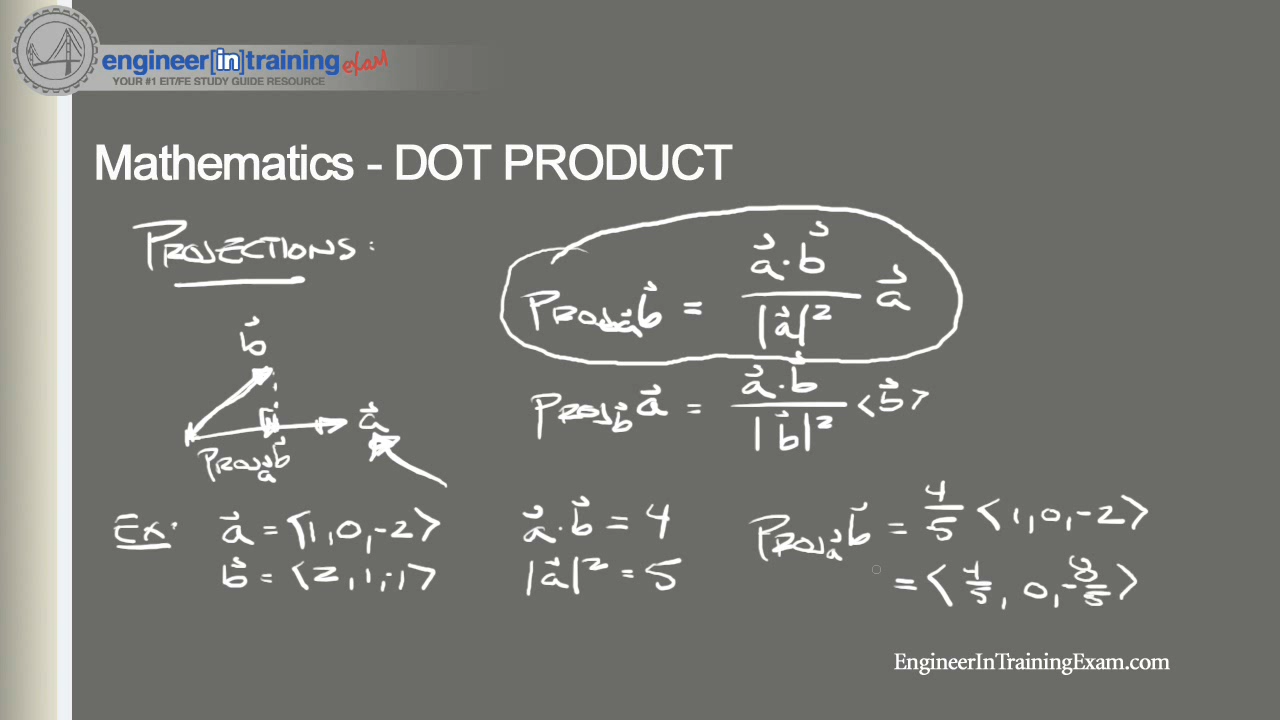 engineer[in]training exam
YOUR #1 EIT/FE STUDY GUIDE RESOURCE
Mathematics - DOT PRODUCT
PROJECTIONS:
b⃗
a⃗
Proj_a⃗ b⃗
Proj_a⃗ b⃗ = (a⃗ · b⃗ / |a⃗|²) a⃗
Proj_b⃗ a⃗ = (a⃗ · b⃗ / |b⃗|²) <b⃗>
Ex: a⃗ = <1, 0, -2>
b⃗ = <2, 1, -1>
a⃗ · b⃗ = 4
|a⃗|² = 5
Proj_a⃗ b⃗ = 4/5 <1, 0, -2>
= <4/5, 0, -8/5>
EngineerInTrainingExam.com